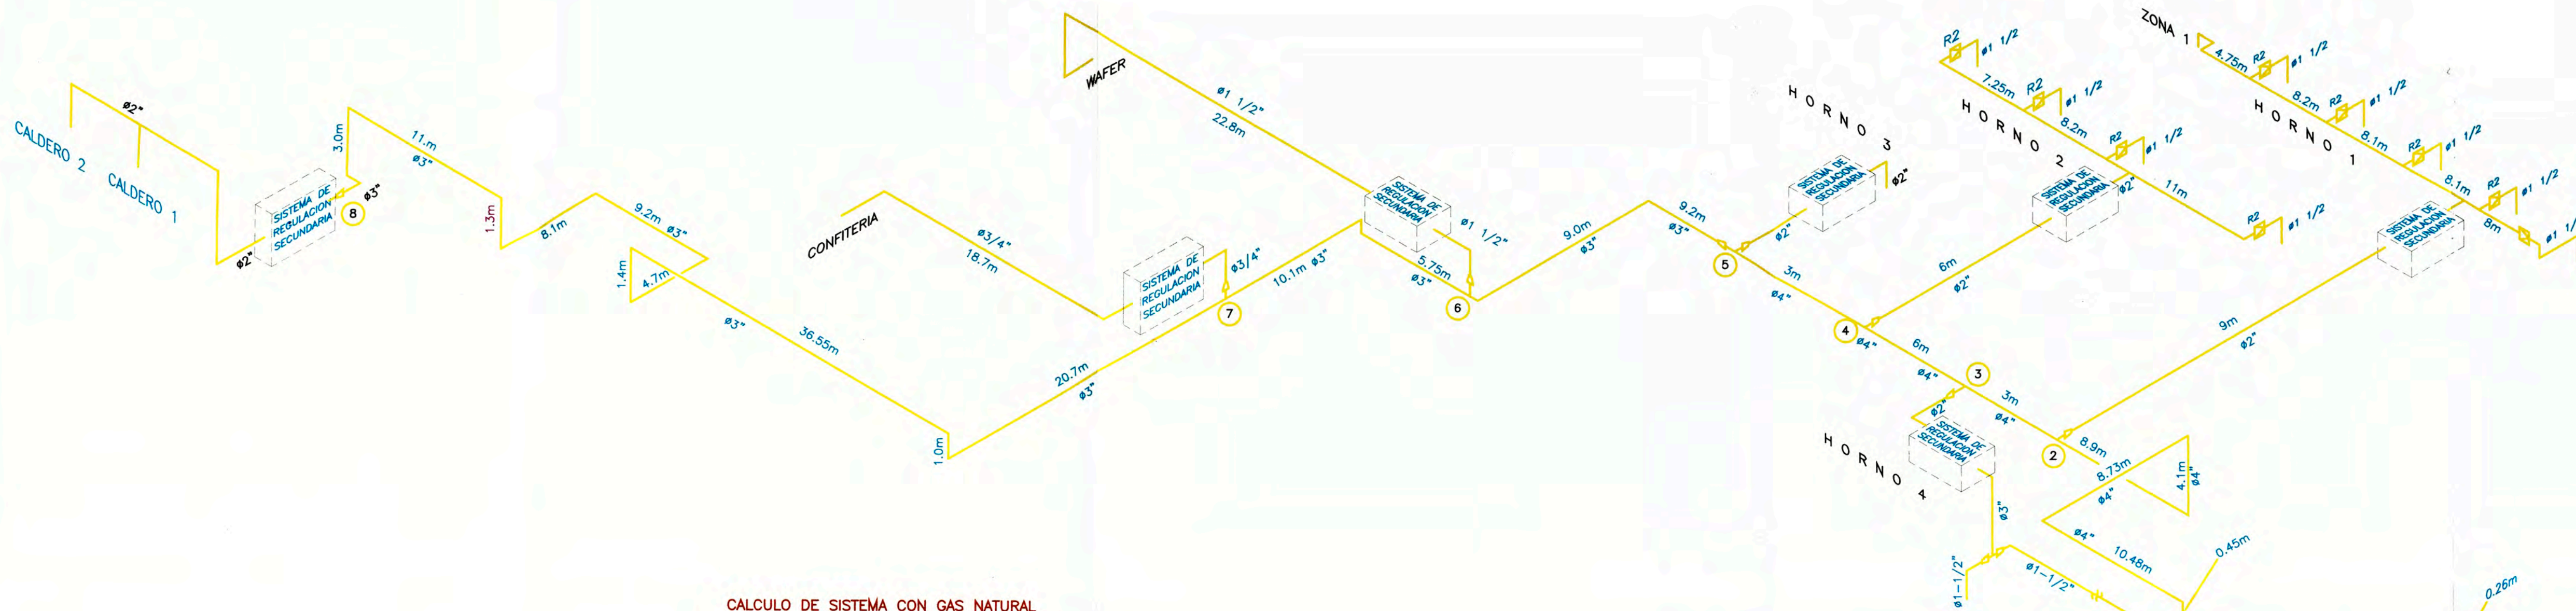 ø2"
CALDERO 2
CALDERO 1
ø2"
SISTEMA DE
REGULACION
SECUNDARIA
3.0m
ø3"
8
11.m
ø3"
1.3m
8.1m
9.2m
ø3"
1.4m
4.7m
ø3"
36.55m
1.0m
20.7m
ø3"
CONFITERIA
ø3/4"
18.7m
SISTEMA DE
REGULACION
SECUNDARIA
ø3/4"
7
10.1m ø3"
WAFER
ø1 1/2"
22.8m
SISTEMA DE
REGULACION
SECUNDARIA
ø1 1/2"
5.75m
ø3"
6
9.0m
ø3"
9.2m
ø3"
5
ø2"
HORNO 3
SISTEMA DE
REGULACION
SECUNDARIA
ø2"
3m
ø4"
4
ø4"
6m
ø2"
HORNO 2
SISTEMA DE
REGULACION
SECUNDARIA
ø2"
R2
ø1 1/2
7.25m
R2
ø1 1/2
8.2m
R2
ø1 1/2
11m
R2
ø1 1/2
ZONA 1
4.75m
R2
ø1 1/2
8.2m
R2
ø1 1/2
HORNO 1
8.1m
R2
ø1 1/2
8.1m
R2
ø1 1/2
8m
SISTEMA DE
REGULACION
SECUNDARIA
9m
ø2"
6m
ø4"
3
3m
ø4"
2
ø2"
SISTEMA DE
REGULACION
SECUNDARIA
HORNO 4
ø3"
8.9m
8.73m
ø4"
4.1m
ø4"
ø4"
10.48m
0.45m
ø1-1/2"
ø1-1/2"
0.26m
CALCULO DE SISTEMA CON GAS NATURAL